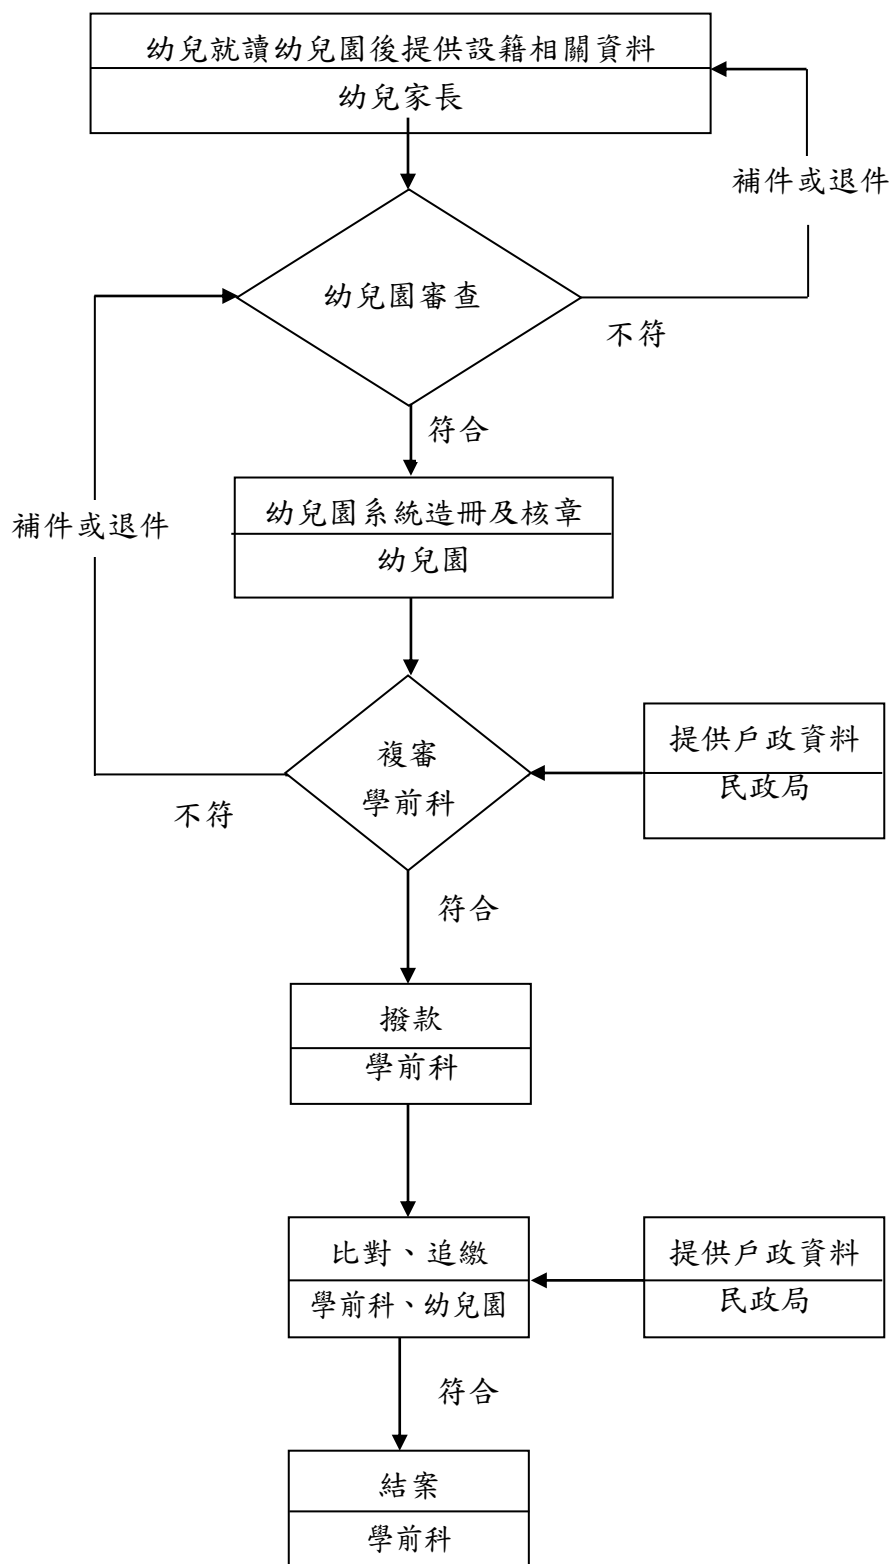 幼兒就讀幼兒園後提供設籍相關資料
幼兒家長
補件或退件
幼兒園審查
不符
符合
幼兒園系統造冊及核章
幼兒園
補件或退件
複審
學前科
提供戶政資料
民政局
不符
符合
撥款
學前科
比對、追繳
學前科、幼兒園
提供戶政資料
民政局
符合
結案
學前科